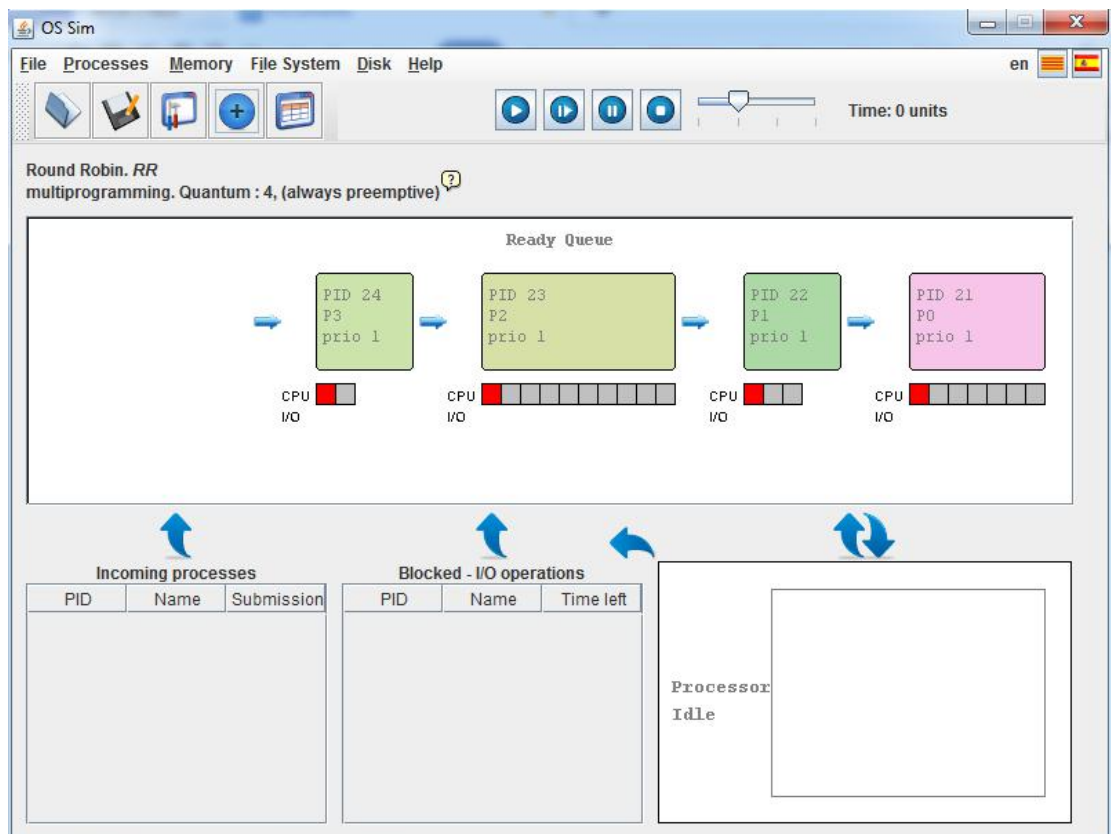 OS Sim
File Processes Memory File System Disk Help
en
Time: 0 units
Round Robin. RR
multiprogramming. Quantum : 4, (always preemptive)
?
Ready Queue
PID 24
P3
prio 1
CPU
I/O
PID 23
P2
prio 1
CPU
I/O
PID 22
P1
prio 1
CPU
I/O
PID 21
P0
prio 1
CPU
I/O
Incoming processes
PID Name Submission
Blocked - I/O operations
PID Name Time left
Processor
Idle